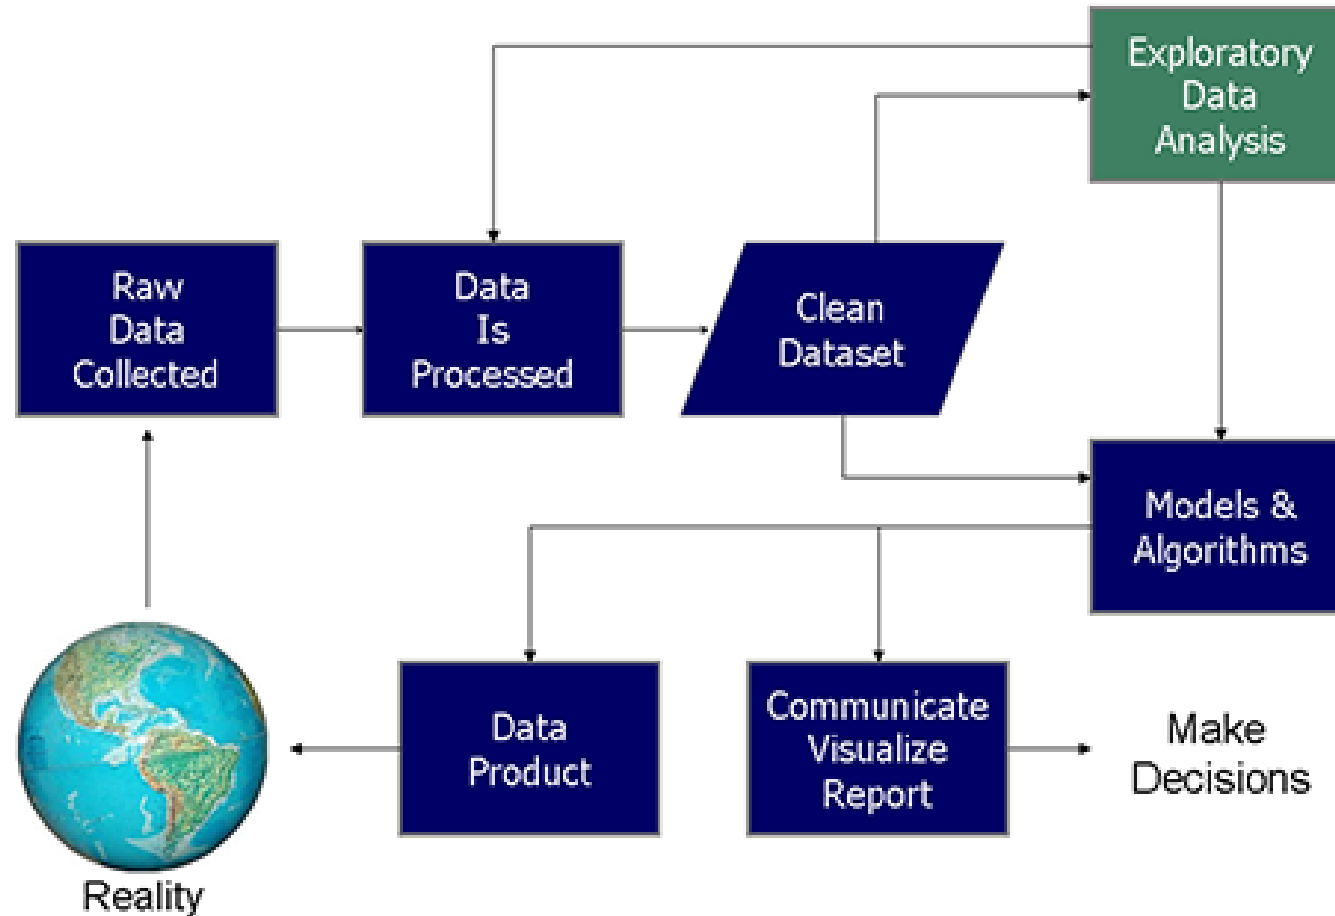 Exploratory
Data
Analysis
Raw
Data
Collected
Data
Is
Processed
Clean
Dataset
Models &
Algorithms
Data
Product
Communicate
Visualize
Report
Make
Decisions
Reality